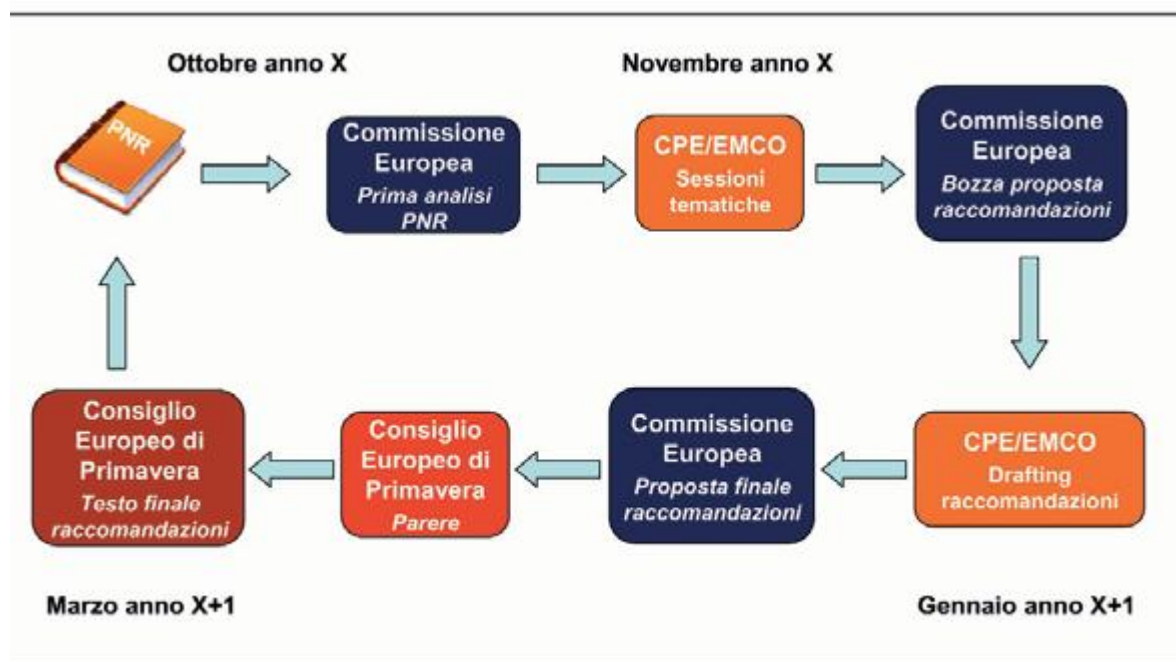 Ottobre anno X
Novembre anno X
PNR
Commissione
Europea
Prima analisi
PNR
CPE/EMCO
Sessioni
tematiche
Commissione
Europea
Bozza proposta
raccomandazioni
Consiglio
Europeo di
Primavera
Testo finale
raccomandazioni
Consiglio
Europeo di
Primavera
Parere
Commissione
Europea
Proposta finale
raccomandazioni
CPE/EMCO
Drafting
raccomandazioni
Marzo anno X+1
Gennaio anno X+1